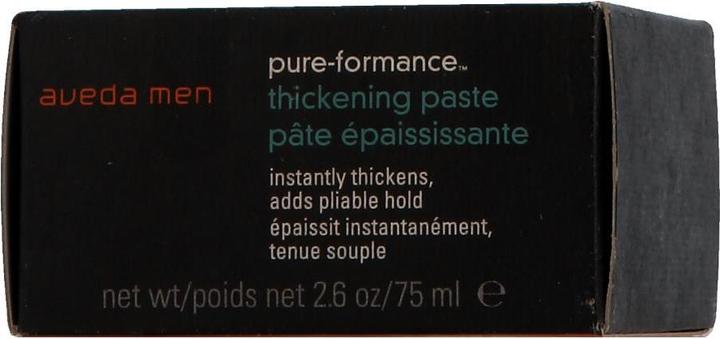 aveda men
pure-formance™
thickening paste
pâte épaississante
instantly thickens,
adds pliable hold
épaissit instantanément,
tenue souple
net wt/poids net 2.6 oz/75 ml ℮